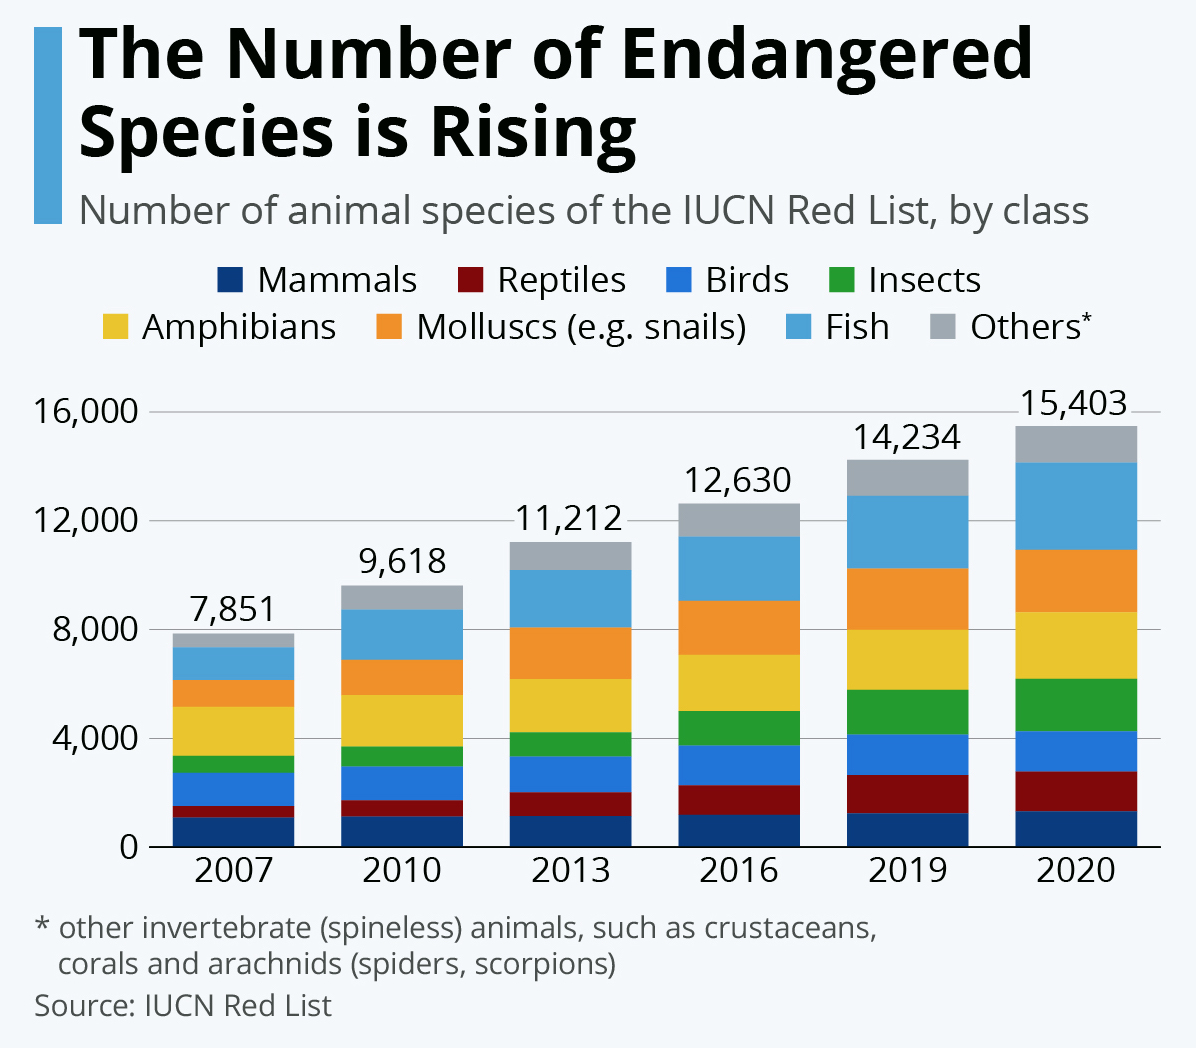 The Number of Endangered
Species is Rising
Number of animal species of the IUCN Red List, by class
Mammals Reptiles Birds Insects
Amphibians Molluscs (e.g. snails) Fish Others*
16,000
12,000
8,000
4,000
0
7,851
9,618
11,212
12,630
14,234
15,403
2007 2010 2013 2016 2019 2020
* other invertebrate (spineless) animals, such as crustaceans,
corals and arachnids (spiders, scorpions)
Source: IUCN Red List